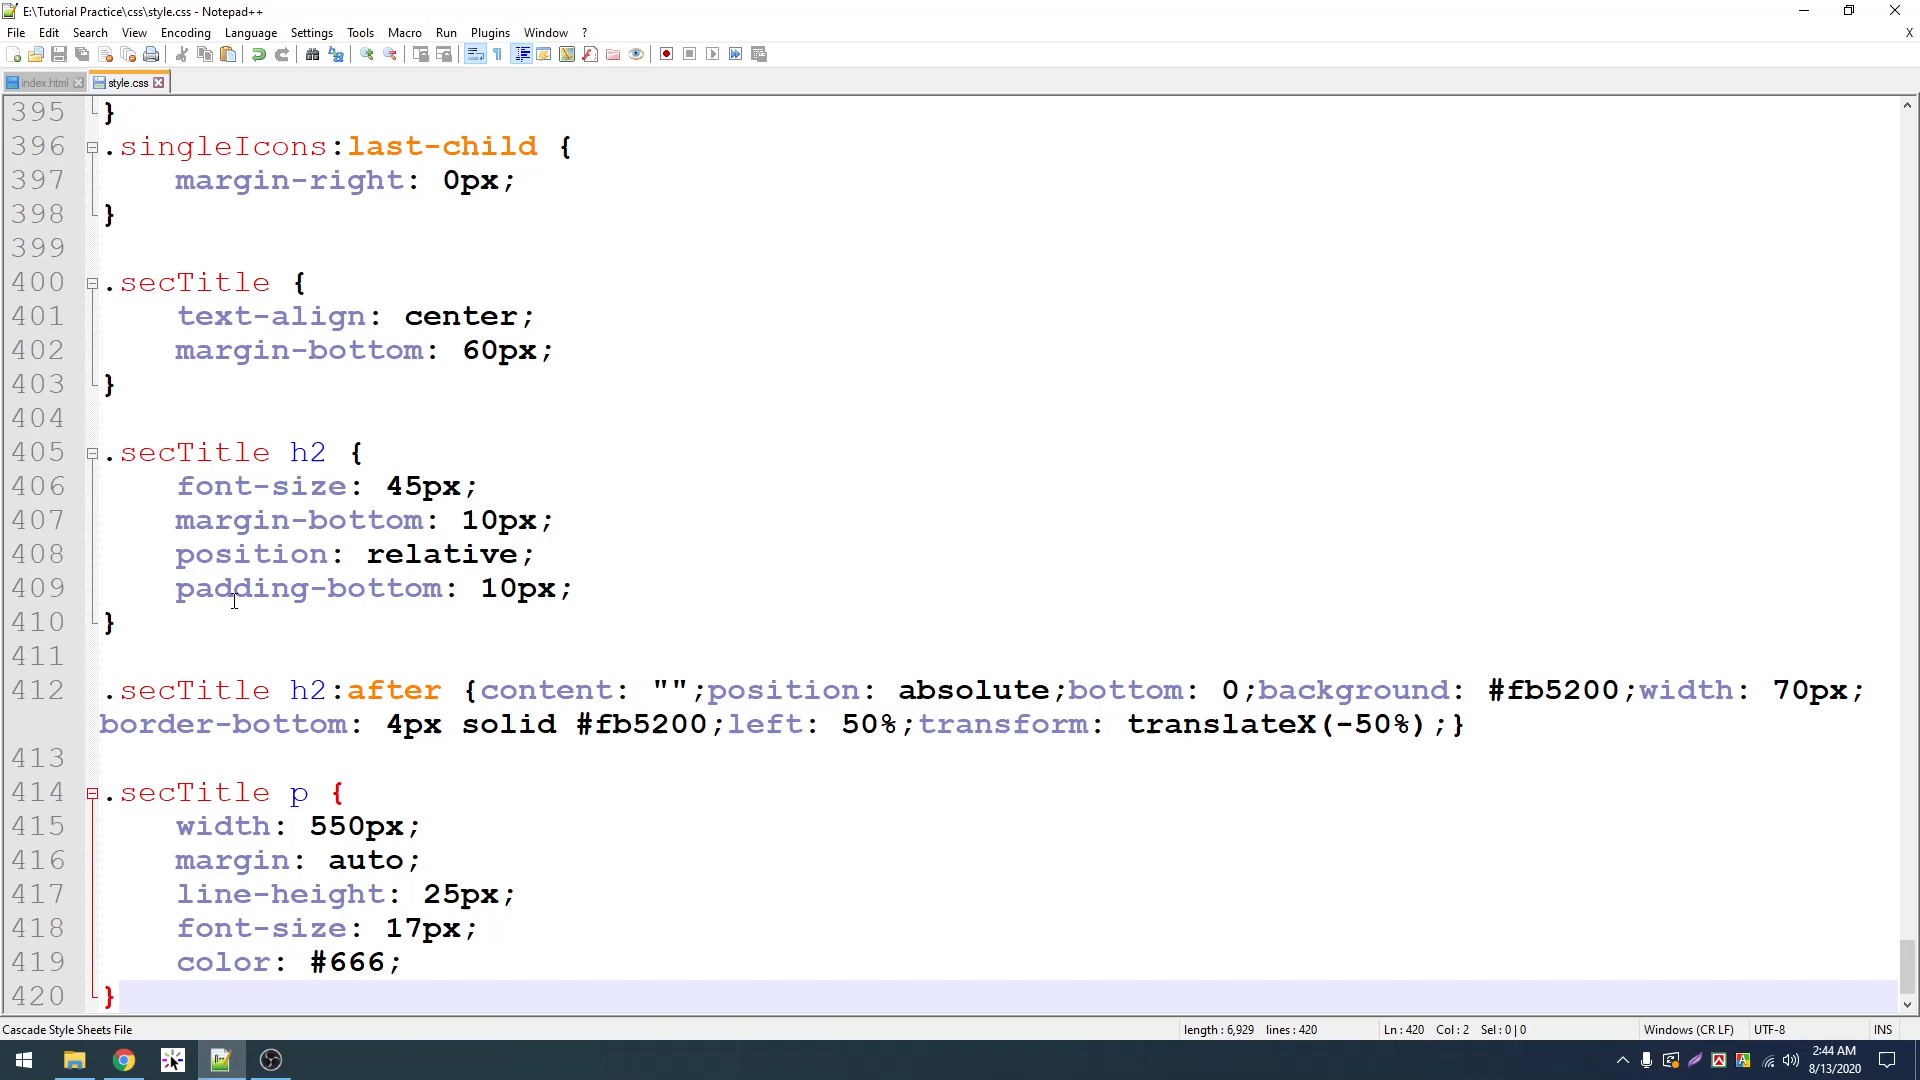 E:\Tutorial Practice\css\style.css - Notepad++
File Edit Search View Encoding Language Settings Tools Macro Run Plugins Window ? X
index.html style.css
395 }
396 .singleIcons:last-child {
397 margin-right: 0px;
398 }
399
400 .secTitle {
401 text-align: center;
402 margin-bottom: 60px;
403 }
404
405 .secTitle h2 {
406 font-size: 45px;
407 margin-bottom: 10px;
408 position: relative;
409 padding-bottom: 10px;
410 }
411
412 .secTitle h2:after {content: "";position: absolute;bottom: 0;background: #fb5200;width: 70px;
border-bottom: 4px solid #fb5200;left: 50%;transform: translateX(-50%);}
413
414 .secTitle p {
415 width: 550px;
416 margin: auto;
417 line-height: 25px;
418 font-size: 17px;
419 color: #666;
420 }
Cascade Style Sheets File length : 6,929 lines : 420 Ln : 420 Col : 2 Sel : 0 | 0 Windows (CR LF) UTF-8 INS
2:44 AM
8/13/2020